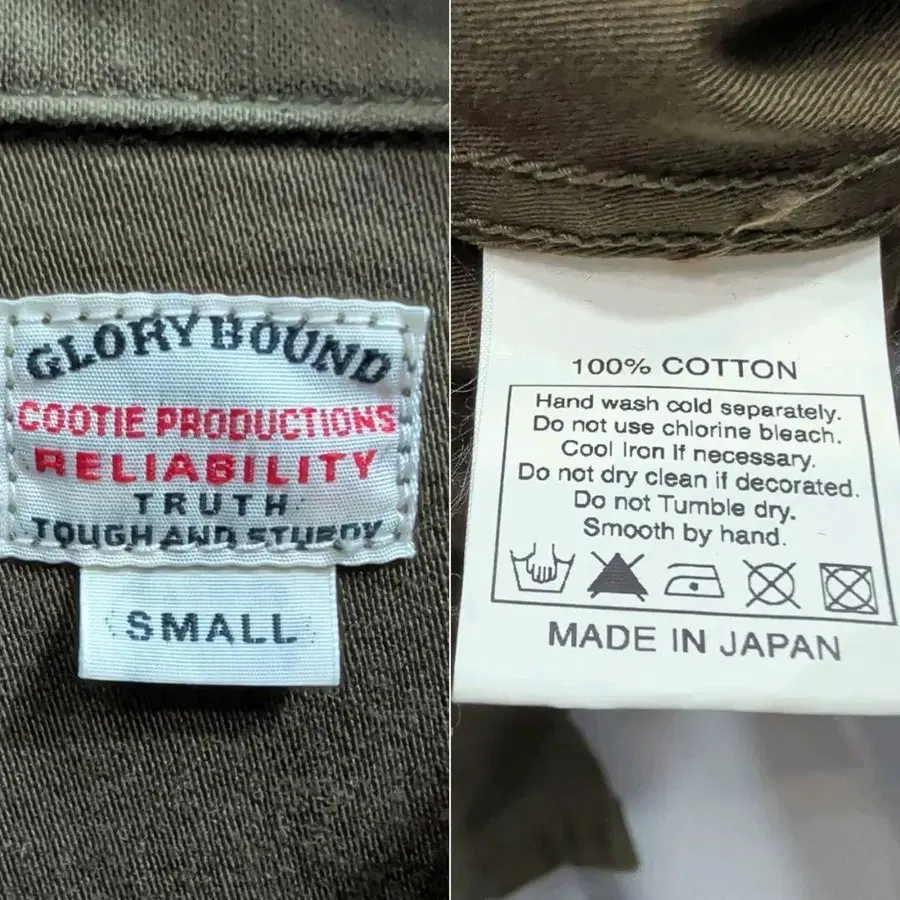 GLORY BOUND
COOTIE PRODUCTIONS
RELIABILITY
TRUTH
TOUGH AND STURDY
SMALL
100% COTTON
Hand wash cold separately.
Do not use chlorine bleach.
Cool Iron If necessary.
Do not dry clean if decorated.
Do not Tumble dry.
Smooth by hand.
MADE IN JAPAN